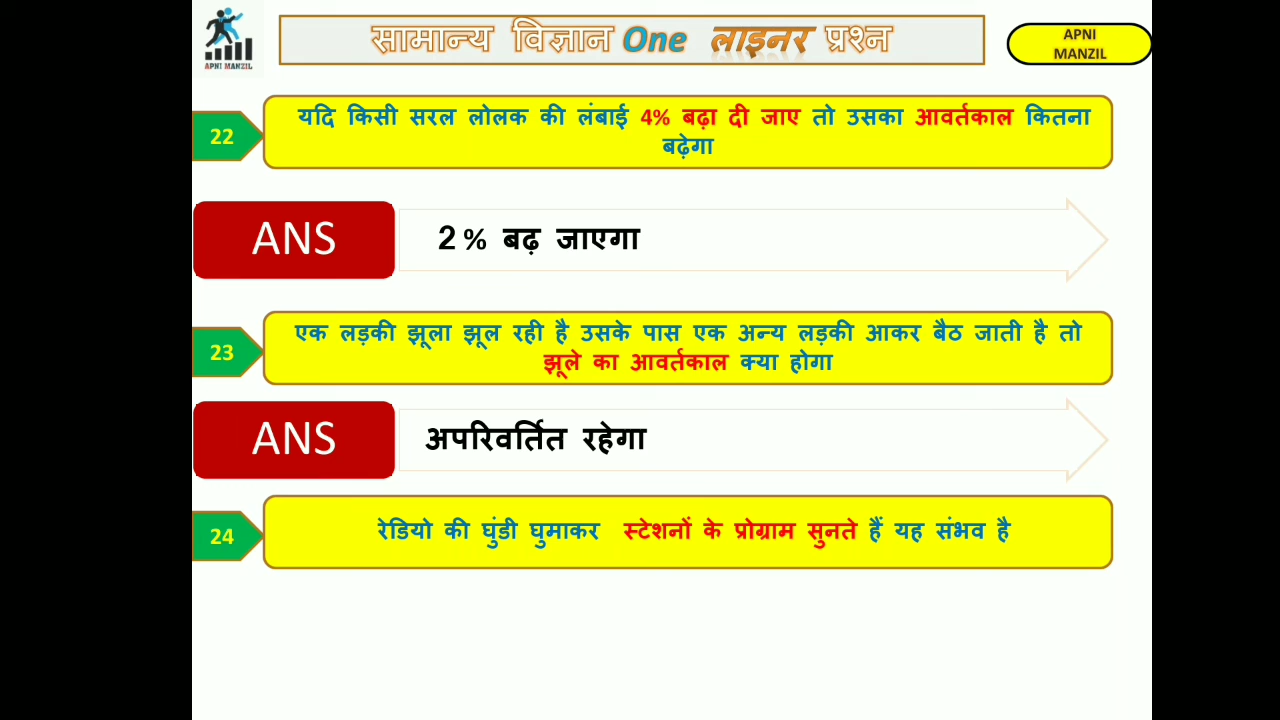 APNI MANZIL
सामान्य विज्ञान One लाइनर प्रश्न
APNI
MANZIL
22
यदि किसी सरल लोलक की लंबाई 4% बढ़ा दी जाए तो उसका आवर्तकाल कितना
बढ़ेगा
ANS
2 % बढ़ जाएगा
23
एक लड़की झूला झूल रही है उसके पास एक अन्य लड़की आकर बैठ जाती है तो
झूले का आवर्तकाल क्या होगा
ANS
अपरिवर्तित रहेगा
24
रेडियो की घुंडी घुमाकर स्टेशनों के प्रोग्राम सुनते हैं यह संभव है